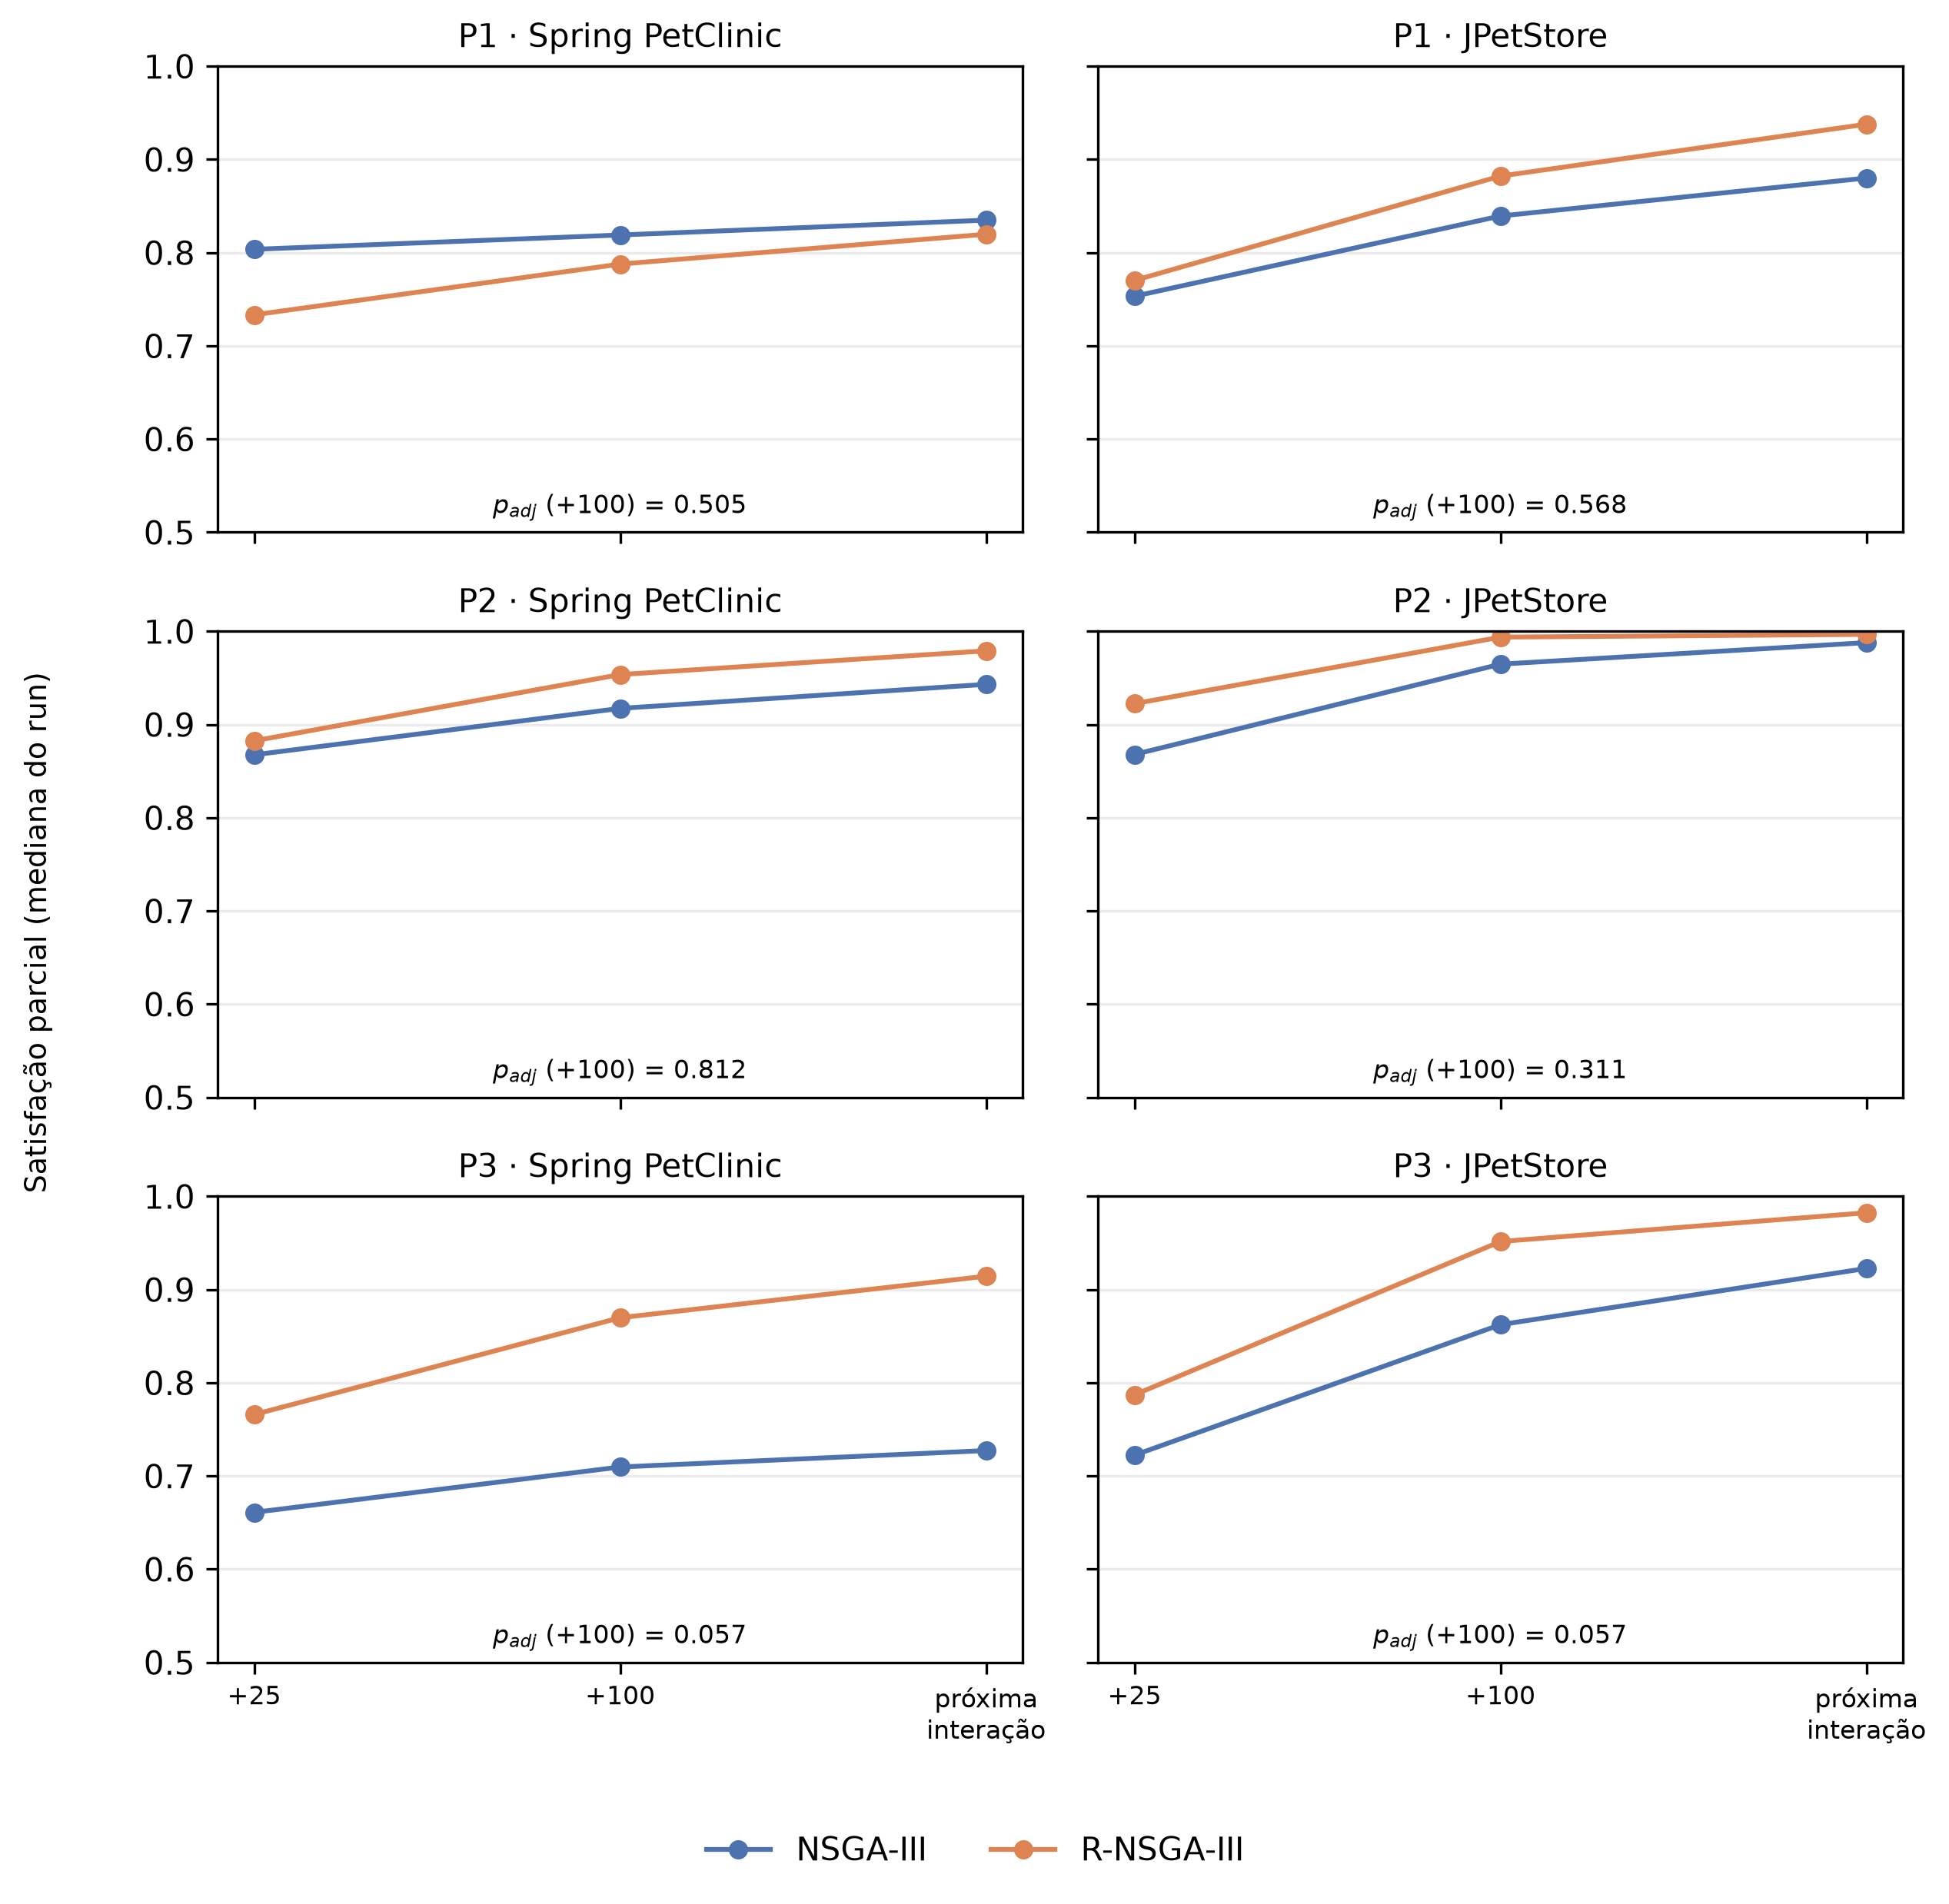 P1 · Spring PetClinic
P1 · JPetStore
1.0
0.9
0.8
0.7
0.6
0.5
p_adj (+100) = 0.505
p_adj (+100) = 0.568
P2 · Spring PetClinic
P2 · JPetStore
1.0
0.9
0.8
0.7
0.6
0.5
p_adj (+100) = 0.812
p_adj (+100) = 0.311
Satisfação parcial (mediana do run)
P3 · Spring PetClinic
P3 · JPetStore
1.0
0.9
0.8
0.7
0.6
0.5
p_adj (+100) = 0.057
p_adj (+100) = 0.057
+25
+100
próxima
interação
+25
+100
próxima
interação
NSGA-III
R-NSGA-III